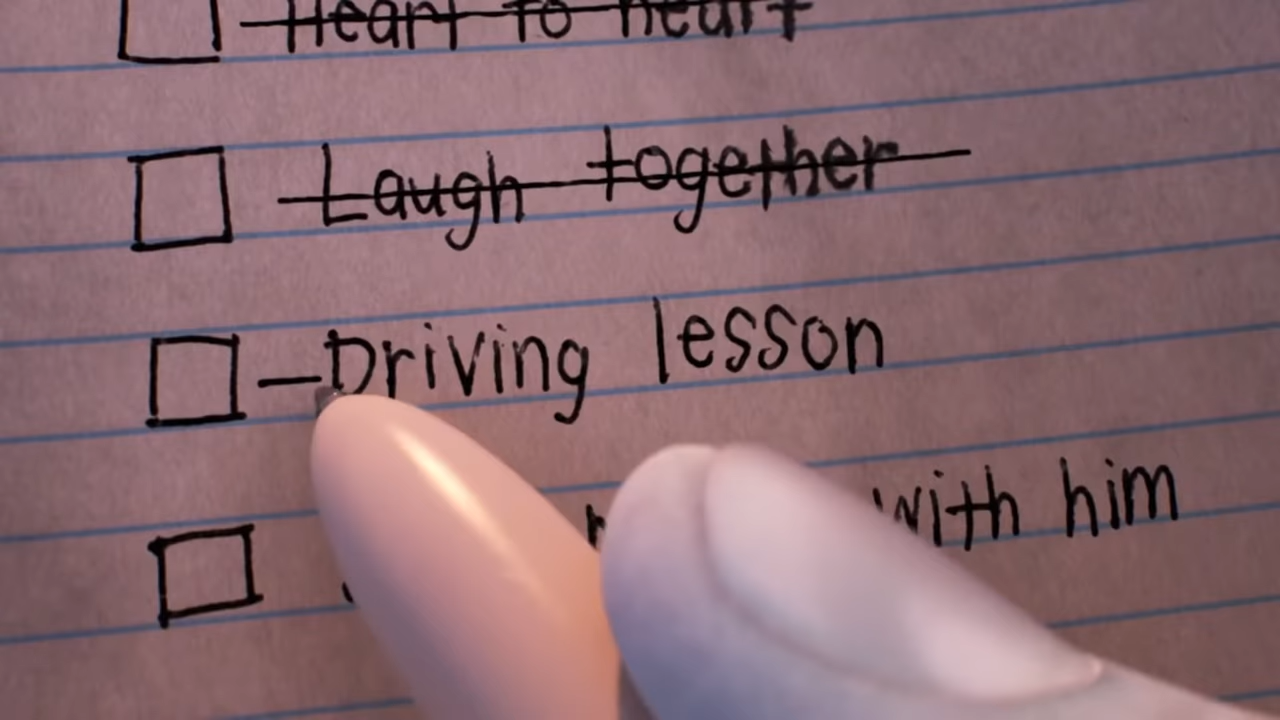 Heart to heart
Laugh together
Driving lesson
with him